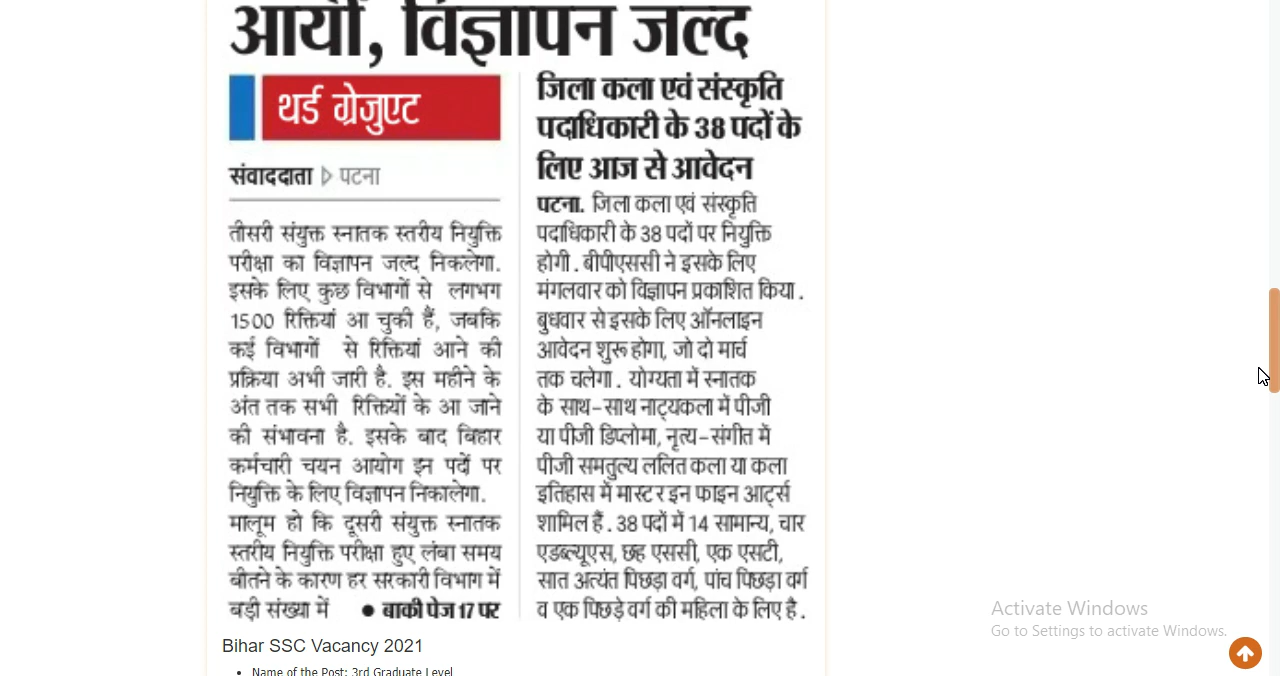 आयीं, विज्ञापन जल्द
थर्ड ग्रेजुएट
संवाददाता ▷ पटना
तीसरी संयुक्त स्नातक स्तरीय नियुक्ति
परीक्षा का विज्ञापन जल्द निकलेगा.
इसके लिए कुछ विभागों से लगभग
1500 रिक्तियां आ चुकी हैं, जबकि
कई विभागों से रिक्तियां आने की
प्रक्रिया अभी जारी है. इस महीने के
अंत तक सभी रिक्तियों के आ जाने
की संभावना है. इसके बाद बिहार
कर्मचारी चयन आयोग इन पदों पर
नियुक्ति के लिए विज्ञापन निकालेगा.
मालूम हो कि दूसरी संयुक्त स्नातक
स्तरीय नियुक्ति परीक्षा हुए लंबा समय
बीतने के कारण हर सरकारी विभाग में
बड़ी संख्या में ● बाकी पेज 17 पर
जिला कला एवं संस्कृति
पदाधिकारी के 38 पदों के
लिए आज से आवेदन
पटना. जिला कला एवं संस्कृति
पदाधिकारी के 38 पदों पर नियुक्ति
होगी. बीपीएससी ने इसके लिए
मंगलवार को विज्ञापन प्रकाशित किया.
बुधवार से इसके लिए ऑनलाइन
आवेदन शुरू होगा, जो दो मार्च
तक चलेगा. योग्यता में स्नातक
के साथ-साथ नाट्यकला में पीजी
या पीजी डिप्लोमा, नृत्य-संगीत में
पीजी समतुल्य ललित कला या कला
इतिहास में मास्टर इन फाइन आर्ट्स
शामिल हैं. 38 पदों में 14 सामान्य, चार
एडब्ल्यूएस, छह एससी, एक एसटी,
सात अत्यंत पिछड़ा वर्ग, पांच पिछड़ा वर्ग
व एक पिछड़े वर्ग की महिला के लिए है.
Bihar SSC Vacancy 2021
• Name of the Post: 3rd Graduate Level
Activate Windows
Go to Settings to activate Windows.